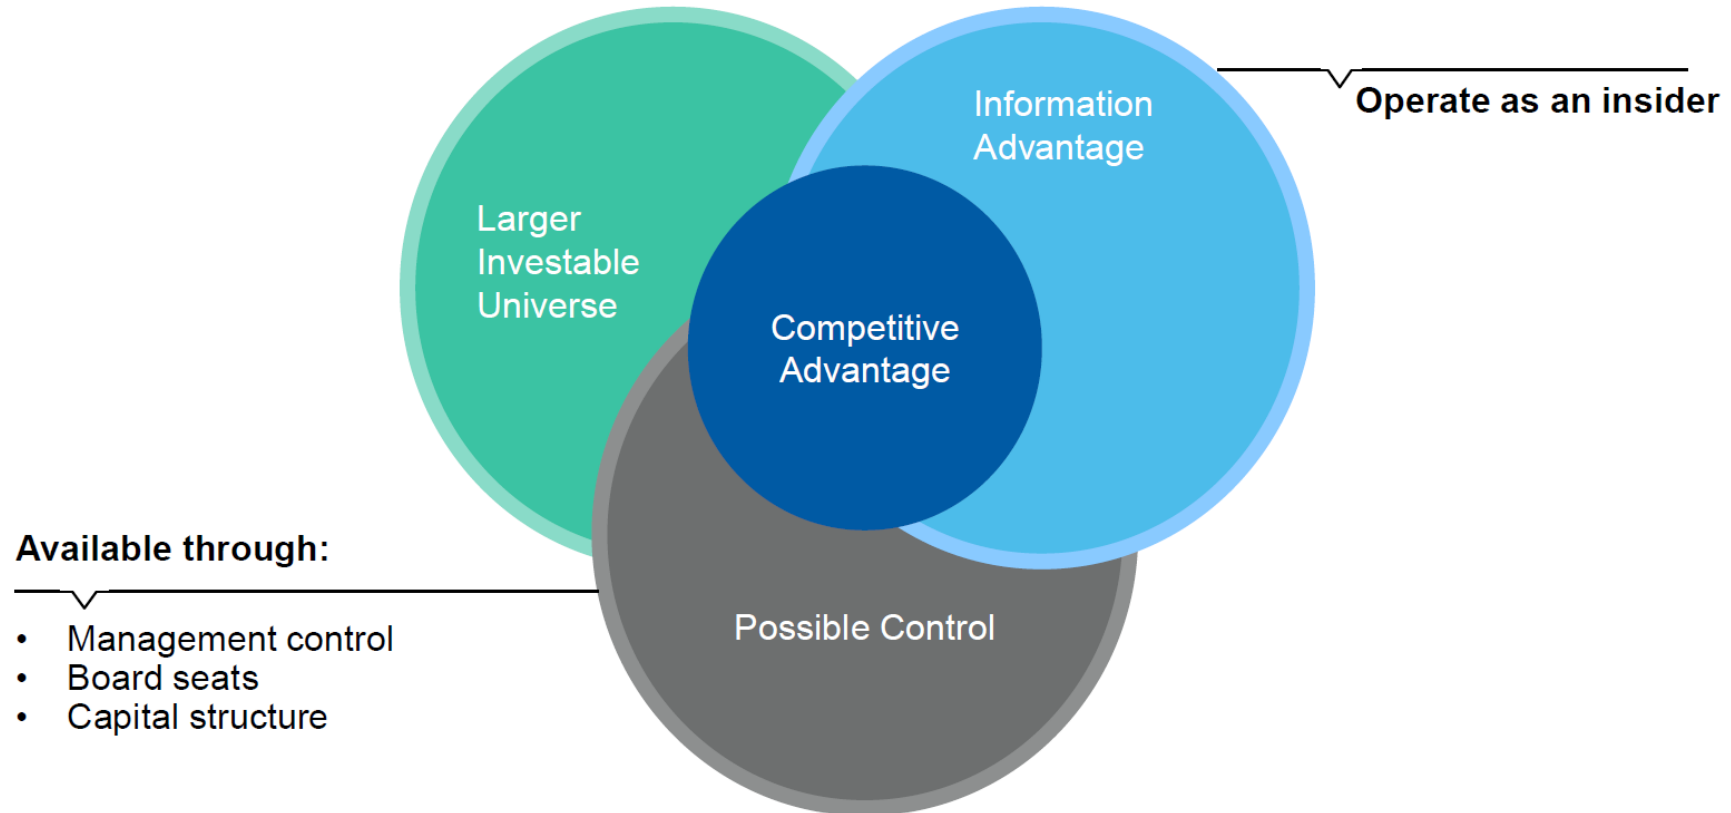 Information
Advantage
Operate as an insider
Larger
Investable
Universe
Competitive
Advantage
Available through:
• Management control
• Board seats
• Capital structure
Possible Control